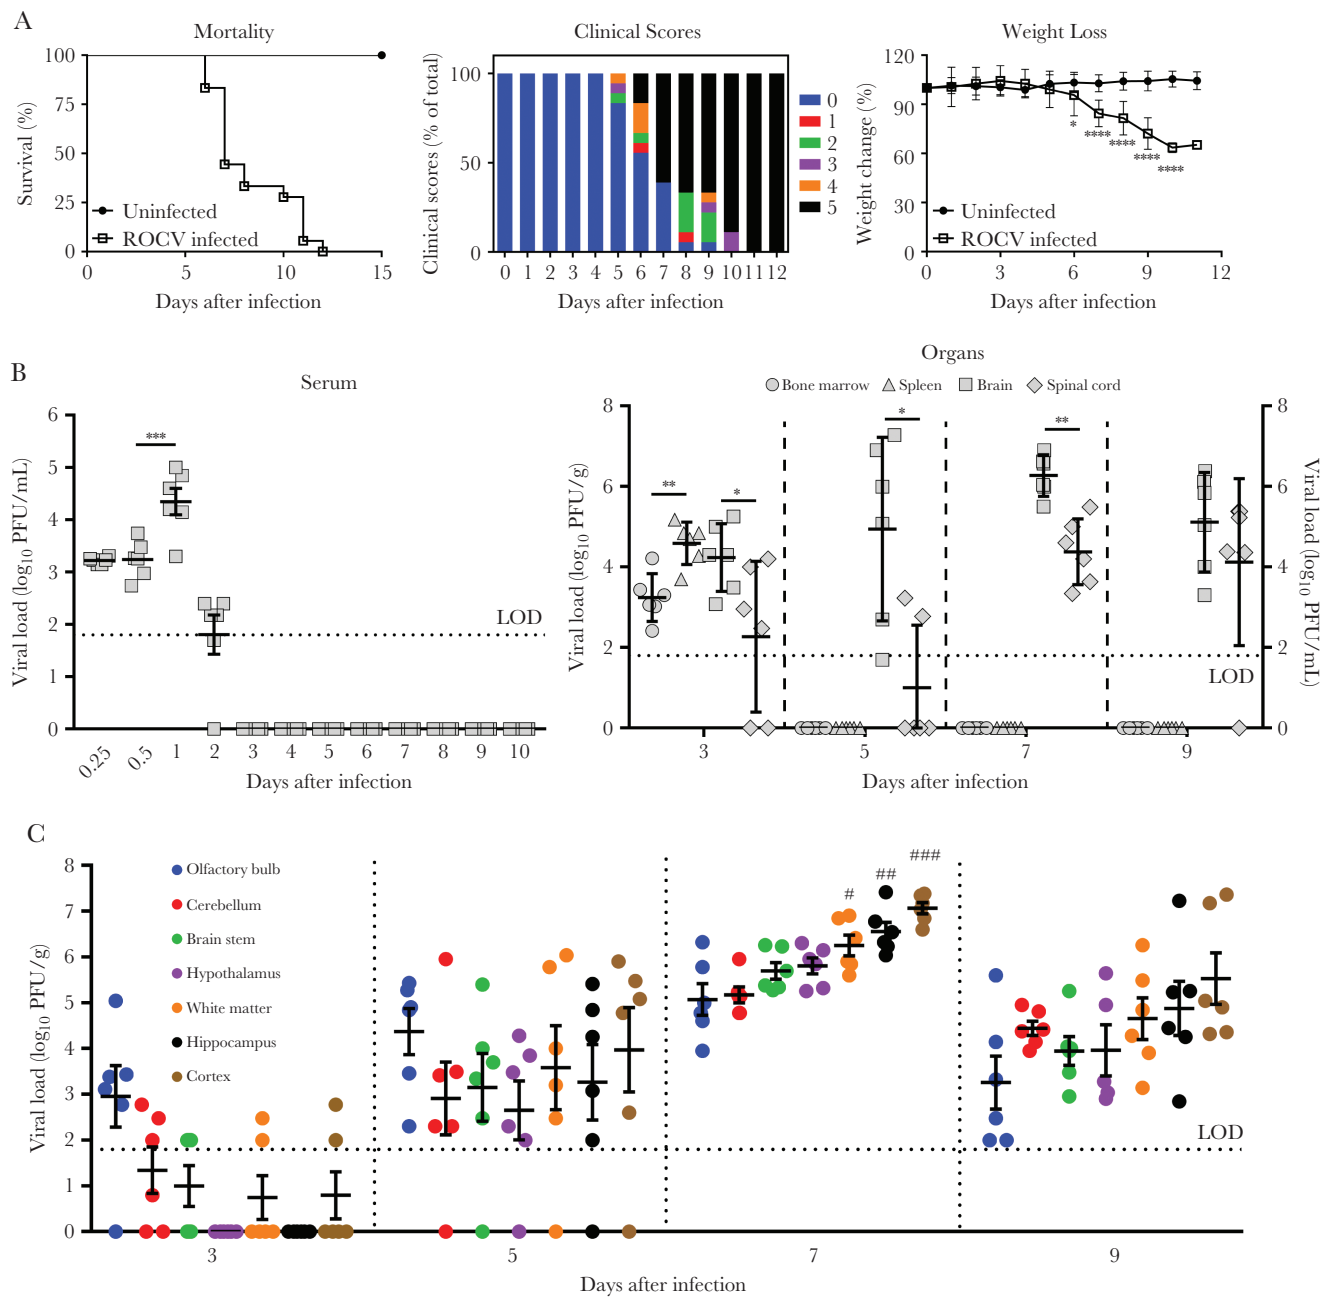 A
Mortality
Survival (%)
100
75
50
25
0
Uninfected
ROCV infected
0 5 10 15
Days after infection
Clinical Scores
Clinical scores (% of total)
100
50
0
0 1 2 3 4 5 6 7 8 9 10 11 12
Days after infection
0
1
2
3
4
5
Weight Loss
Weight change (%)
120
90
60
30
0
* **** **** **** ****
Uninfected
ROCV infected
0 3 6 9 12
Days after infection
B
Serum
Viral load (log10 PFU/mL)
6
5
4
3
2
1
0
***
LOD
0.25 0.5 1 2 3 4 5 6 7 8 9 10
Days after infection
Organs
Bone marrow Spleen Brain Spinal cord
Viral load (log10 PFU/g)
8
6
4
2
0
** * * **
LOD
8
6
4
2
0
Viral load (log10 PFU/mL)
3 5 7 9
Days after infection
C
Viral load (log10 PFU/g)
8
7
6
5
4
3
2
1
0
Olfactory bulb
Cerebellum
Brain stem
Hypothalamus
White matter
Hippocampus
Cortex
# ## ###
LOD
3 5 7 9
Days after infection